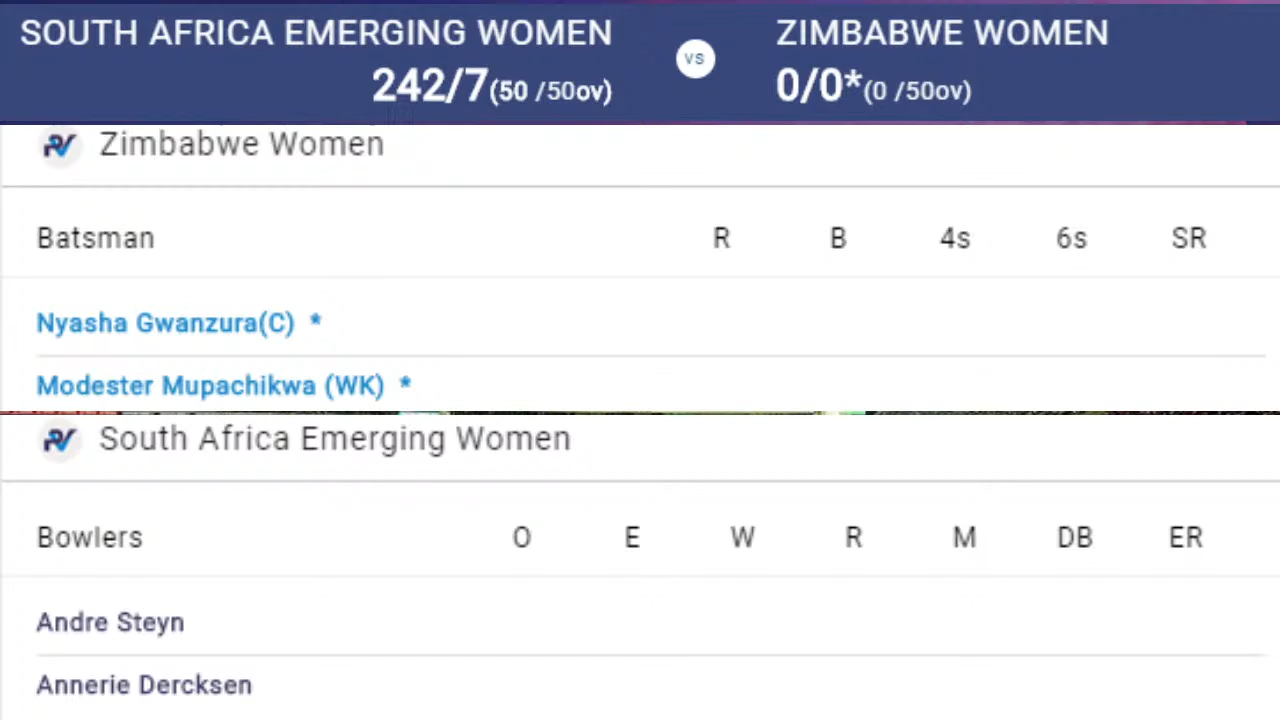 SOUTH AFRICA EMERGING WOMEN
242/7(50 /50ov)
vs
ZIMBABWE WOMEN
0/0*(0 /50ov)
Zimbabwe Women
Batsman R B 4s 6s SR
Nyasha Gwanzura(C) *
Modester Mupachikwa (WK) *
South Africa Emerging Women
Bowlers O E W R M DB ER
Andre Steyn
Annerie Dercksen